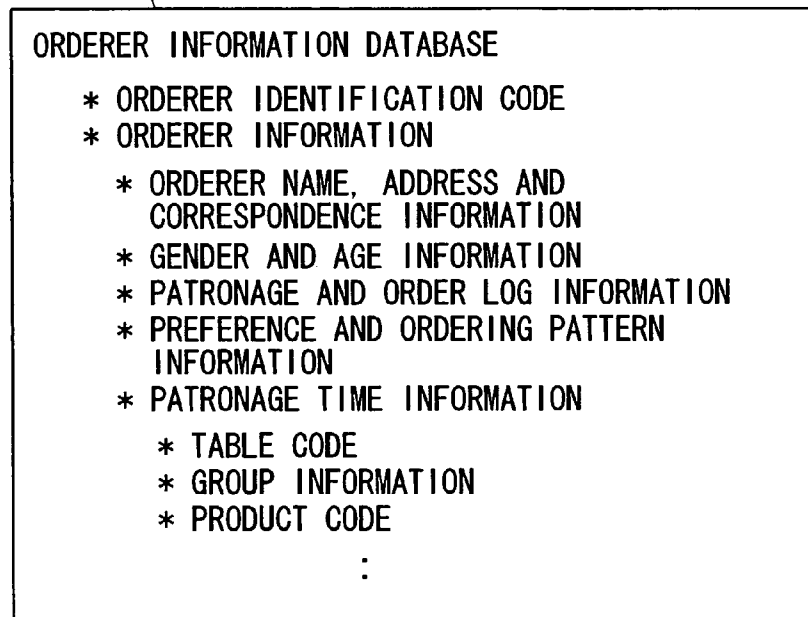 ORDERER INFORMATION DATABASE
* ORDERER IDENTIFICATION CODE
* ORDERER INFORMATION
* ORDERER NAME, ADDRESS AND
CORRESPONDENCE INFORMATION
* GENDER AND AGE INFORMATION
* PATRONAGE AND ORDER LOG INFORMATION
* PREFERENCE AND ORDERING PATTERN
INFORMATION
* PATRONAGE TIME INFORMATION
* TABLE CODE
* GROUP INFORMATION
* PRODUCT CODE
: